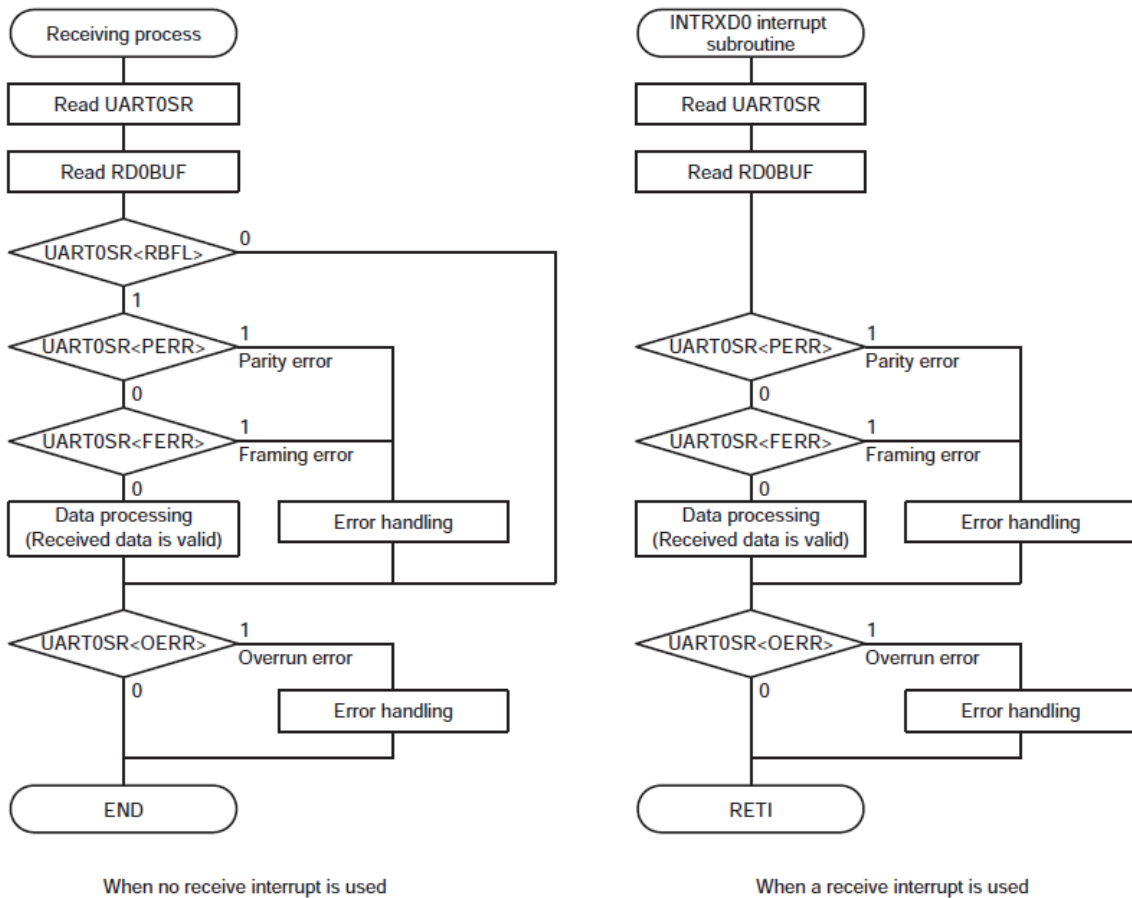 Receiving process
Read UART0SR
Read RD0BUF
UART0SR<RBFL>
0
1
UART0SR<PERR>
1
Parity error
0
UART0SR<FERR>
1
Framing error
0
Data processing
(Received data is valid)
Error handling
UART0SR<OERR>
1
Overrun error
0
Error handling
END
When no receive interrupt is used
INTRXD0 interrupt
subroutine
Read UART0SR
Read RD0BUF
UART0SR<PERR>
1
Parity error
0
UART0SR<FERR>
1
Framing error
0
Data processing
(Received data is valid)
Error handling
UART0SR<OERR>
1
Overrun error
0
Error handling
RETI
When a receive interrupt is used